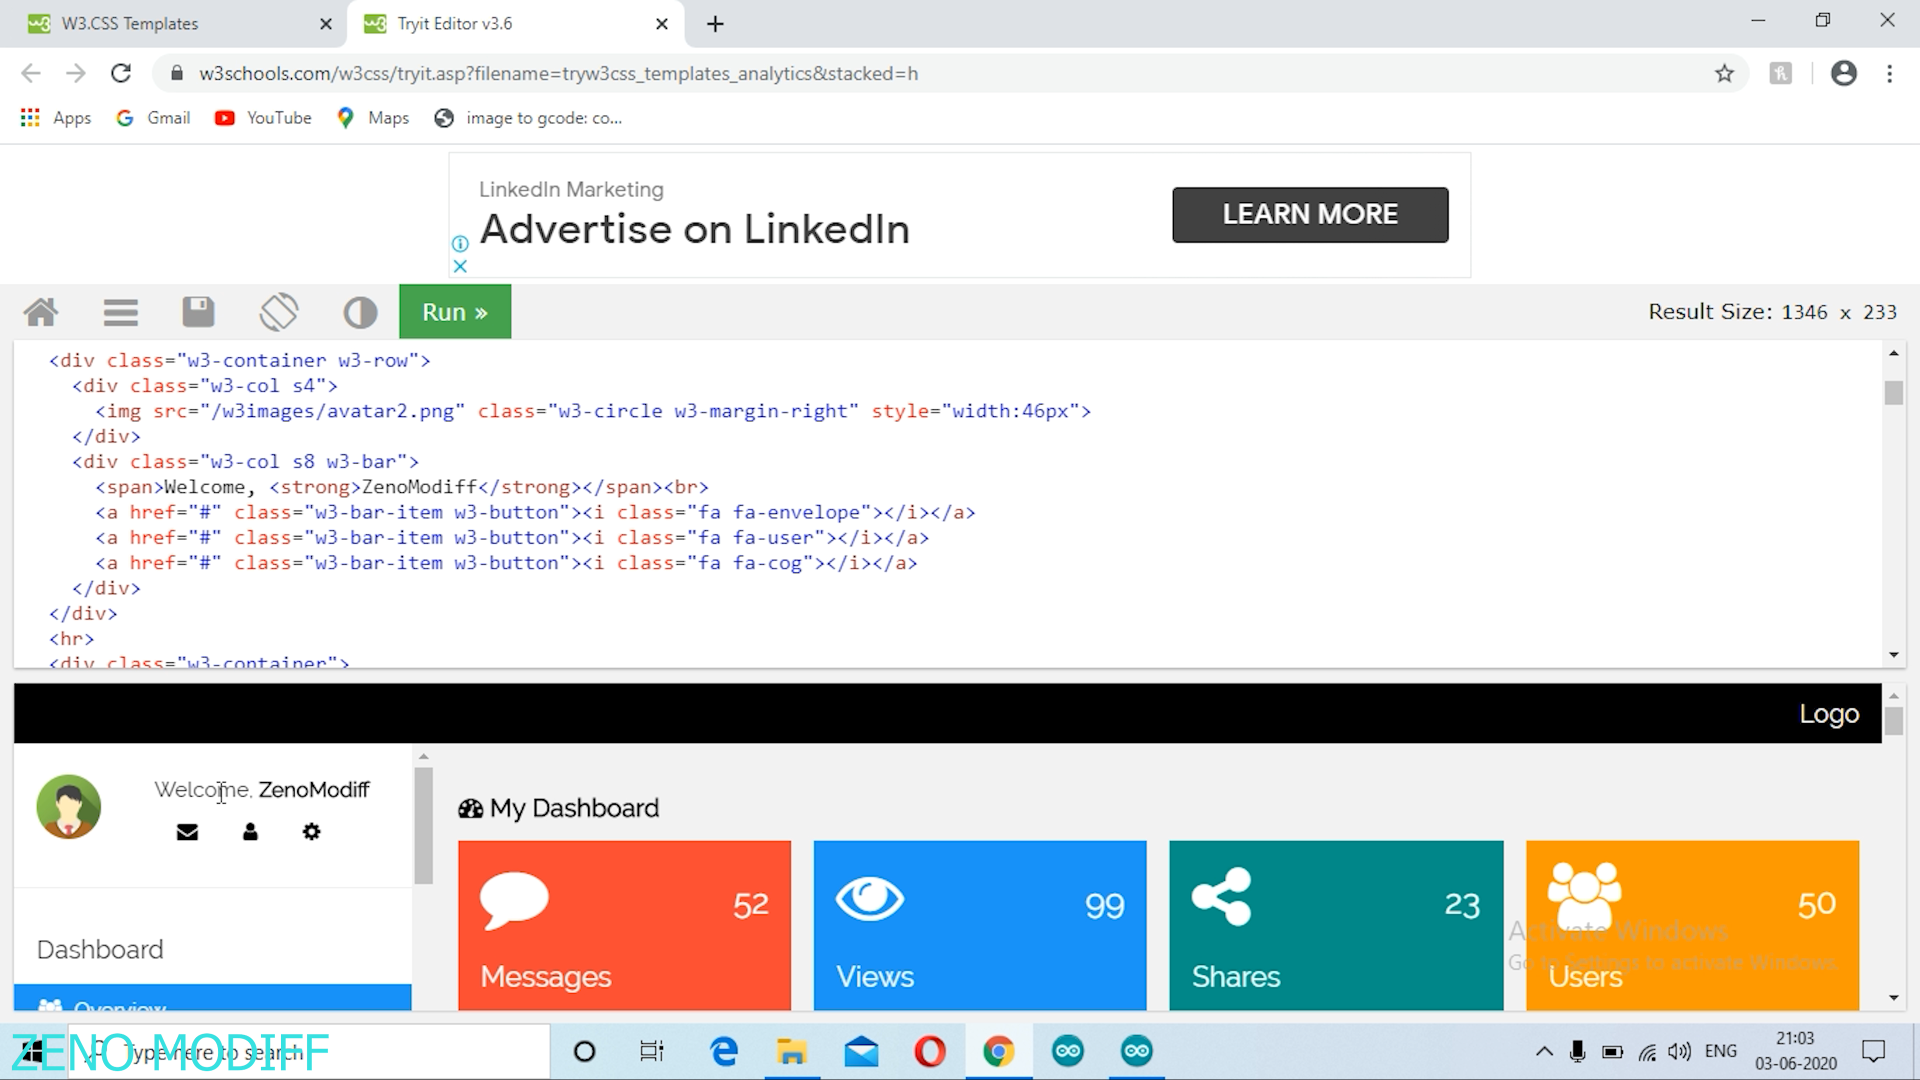 W3.CSS Templates
Tryit Editor v3.6
w3schools.com/w3css/tryit.asp?filename=tryw3css_templates_analytics&stacked=h
Apps
Gmail
YouTube
Maps
image to gcode: co...
LinkedIn Marketing
Advertise on LinkedIn
LEARN MORE
Run »
Result Size: 1346 x 233
<div class="w3-container w3-row">
<div class="w3-col s4">
<img src="/w3images/avatar2.png" class="w3-circle w3-margin-right" style="width:46px">
</div>
<div class="w3-col s8 w3-bar">
<span>Welcome, <strong>ZenoModiff</strong></span><br>
<a href="#" class="w3-bar-item w3-button"><i class="fa fa-envelope"></i></a>
<a href="#" class="w3-bar-item w3-button"><i class="fa fa-user"></i></a>
<a href="#" class="w3-bar-item w3-button"><i class="fa fa-cog"></i></a>
</div>
</div>
<hr>
<div class="w3-container">
Logo
Welcome, ZenoModiff
My Dashboard
52
Messages
99
Views
23
Shares
50
Users
Dashboard
Overview
Activate Windows
Go to Settings to activate Windows.
ZENO MODIFF
Type here to search
ENG
21:03
03-06-2020